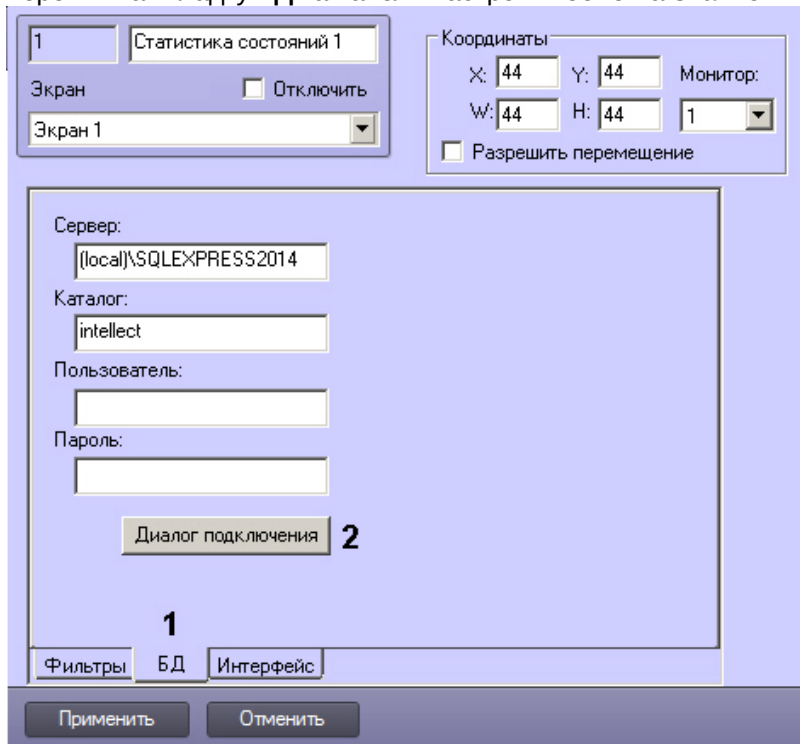 1 Статистика состояний 1
Экран Отключить
Экран 1
Координаты
X: 44 Y: 44 Монитор:
W: 44 H: 44 1
Разрешить перемещение
Сервер:
(local)\SQLEXPRESS2014
Каталог:
intellect
Пользователь:
Пароль:
Диалог подключения 2
1
Фильтры БД Интерфейс
Применить Отменить